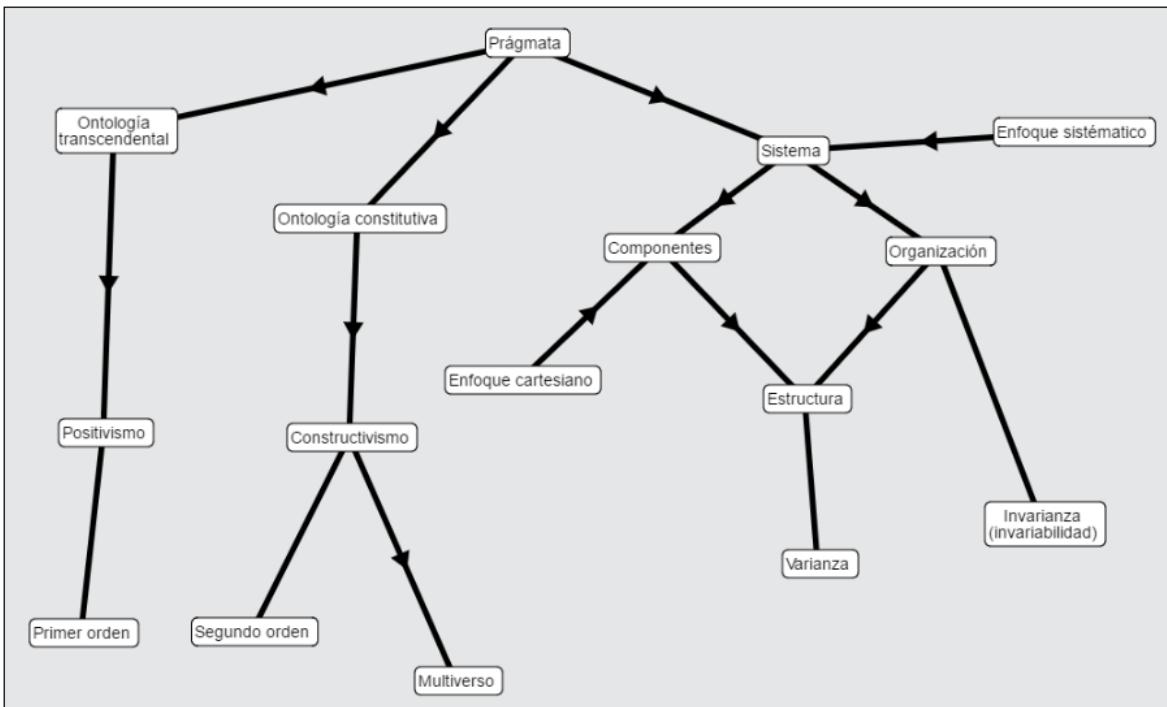 Prágmata
Ontología
transcendental
Enfoque sistématico
Sistema
Ontología constitutiva
Componentes
Organización
Enfoque cartesiano
Estructura
Positivismo
Constructivismo
Invarianza
(invariabilidad)
Varianza
Primer orden
Segundo orden
Multiverso